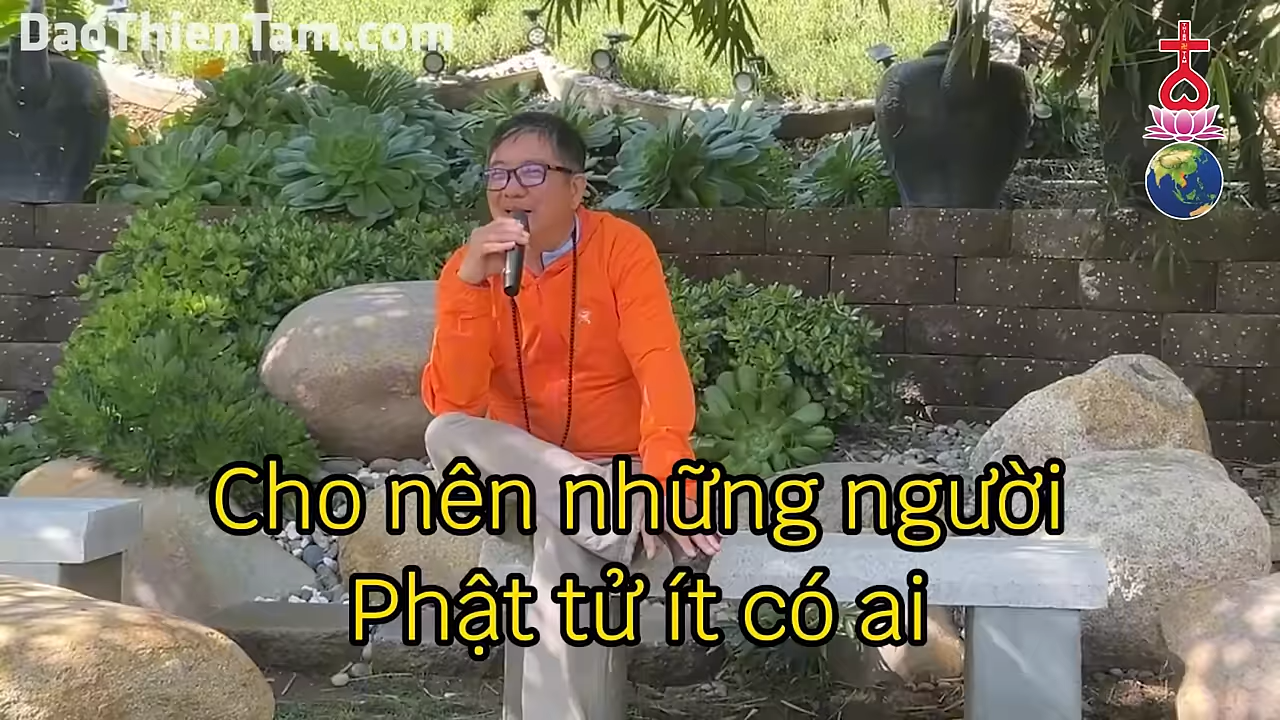 DaoThienTam.com
Cho nên những người
Phật tử ít có ai